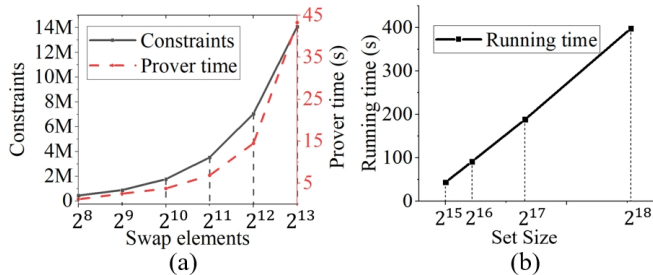 14M
12M
10M
8M
6M
4M
2M
0
Constraints
Constraints
Prover time
45
35
25
15
5
Prover time (s)
2^8 2^9 2^10 2^11 2^12 2^13
Swap elements
(a)
400
300
200
100
0
Running time (s)
Running time
2^15 2^16 2^17 2^18
Set Size
(b)